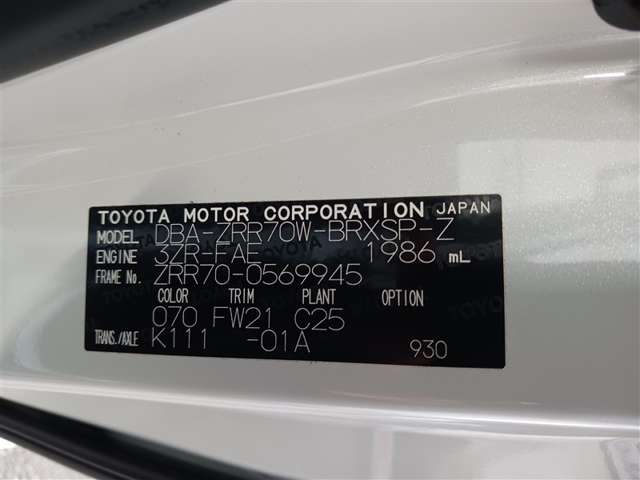 TOYOTA MOTOR CORPORATION JAPAN
MODEL DBA-ZRR70W-BRXSP-Z
ENGINE 3ZR-FAE 1986 mL
FRAME No. ZRR70-0569945
COLOR TRIM PLANT OPTION
070 FW21 C25
TRANS./AXLE K111 -01A 930